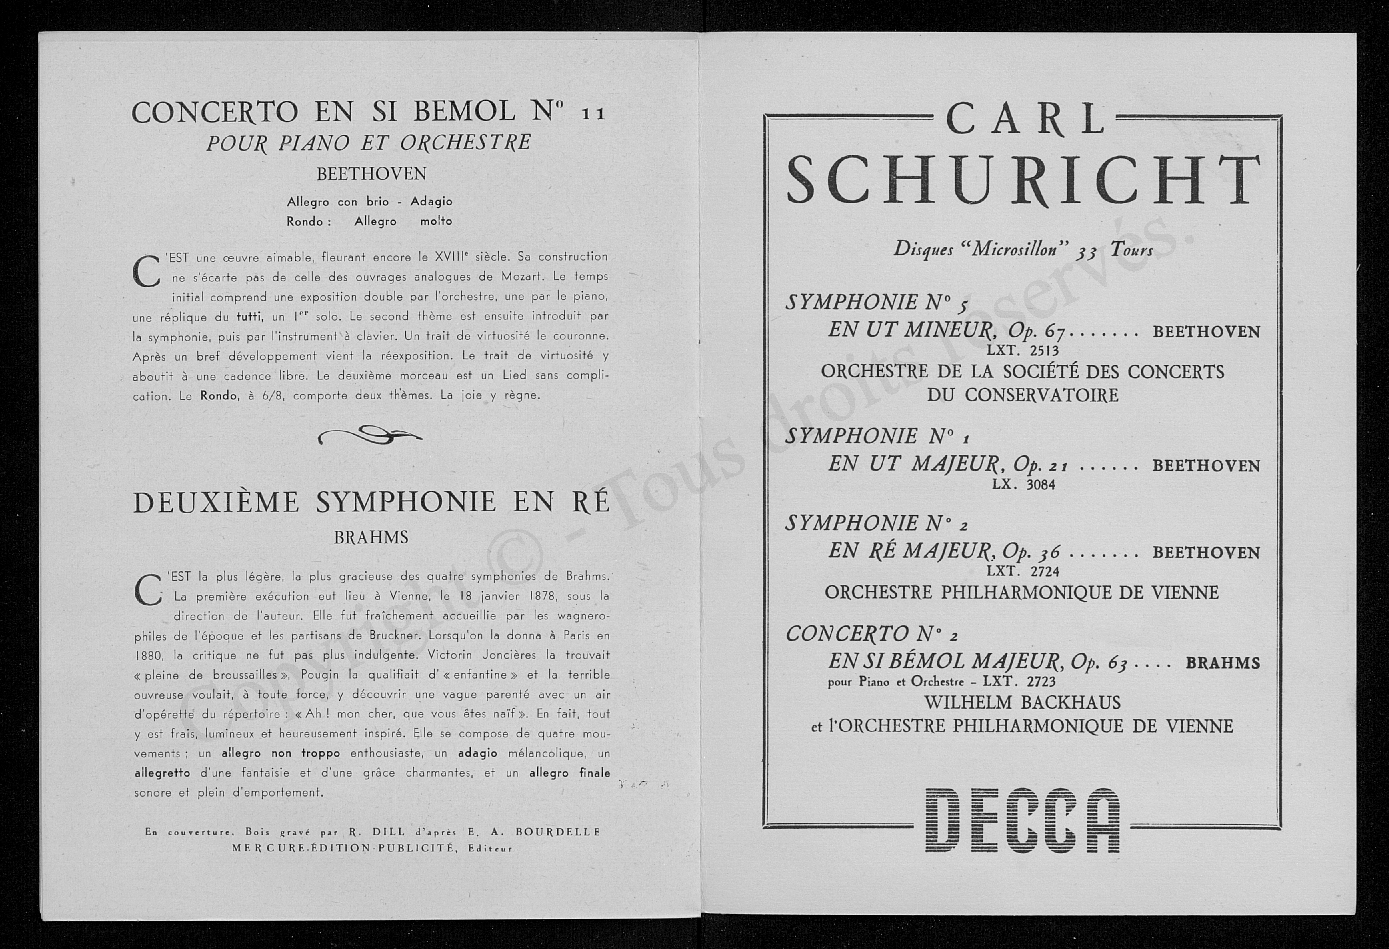 CONCERTO EN SI BEMOL Nº 11
POUR PIANO ET ORCHESTRE
BEETHOVEN
Allegro con brio - Adagio
Rondo : Allegro molto
C'EST une œuvre aimable, fleurant encore le XVIIIe siècle. Sa construction
ne s'écarte pas de celle des ouvrages analogues de Mozart. Le temps
initial comprend une exposition double par l'orchestre, une par le piano,
une réplique du tutti, un 1er solo. Le second thème est ensuite introduit par
la symphonie, puis par l'instrument à clavier. Un trait de virtuosité le couronne.
Après un bref développement vient la réexposition. Le trait de virtuosité y
aboutit à une cadence libre. Le deuxième morceau est un Lied sans compli-
cation. Le Rondo, à 6/8, comporte deux thèmes. La joie y règne.
DEUXIÈME SYMPHONIE EN RÉ
BRAHMS
C'EST la plus légère, la plus gracieuse des quatre symphonies de Brahms.
La première exécution eut lieu à Vienne, le 18 janvier 1878, sous la
direction de l'auteur. Elle fut fraîchement accueillie par les wagnero-
philes de l'époque et les partisans de Bruckner. Lorsqu'on la donna à Paris en
1880, la critique ne fut pas plus indulgente. Victorin Joncières la trouvait
« pleine de broussailles ». Pougin la qualifiait d' « enfantine » et la terrible
ouvreuse voulait, à toute force, y découvrir une vague parenté avec un air
d'opérette du répertoire : « Ah ! mon cher, que vous êtes naïf ». En fait, tout
y est frais, lumineux et heureusement inspiré. Elle se compose de quatre mou-
vements : un allegro non troppo enthousiaste, un adagio mélancolique, un
allegretto d'une fantaisie et d'une grâce charmantes, et un allegro finale
sonore et plein d'emportement.
En couverture. Bois gravé par R. DILL d'après E. A. BOURDELLE
MERCURE-ÉDITION-PUBLICITÉ, Editeur
CARL
SCHURICHT
Disques "Microsillon" 33 Tours
SYMPHONIE Nº 5
EN UT MINEUR, Op. 67....... BEETHOVEN
LXT. 2513
ORCHESTRE DE LA SOCIÉTÉ DES CONCERTS
DU CONSERVATOIRE
SYMPHONIE Nº 1
EN UT MAJEUR, Op. 21 ...... BEETHOVEN
LX. 3084
SYMPHONIE Nº 2
EN RÉ MAJEUR, Op. 36 ....... BEETHOVEN
LXT. 2724
ORCHESTRE PHILHARMONIQUE DE VIENNE
CONCERTO Nº 2
EN SI BÉMOL MAJEUR, Op. 63.... BRAHMS
pour Piano et Orchestre - LXT. 2723
WILHELM BACKHAUS
et l'ORCHESTRE PHILHARMONIQUE DE VIENNE
DECCA
Copyright © - Tous droits réservés.